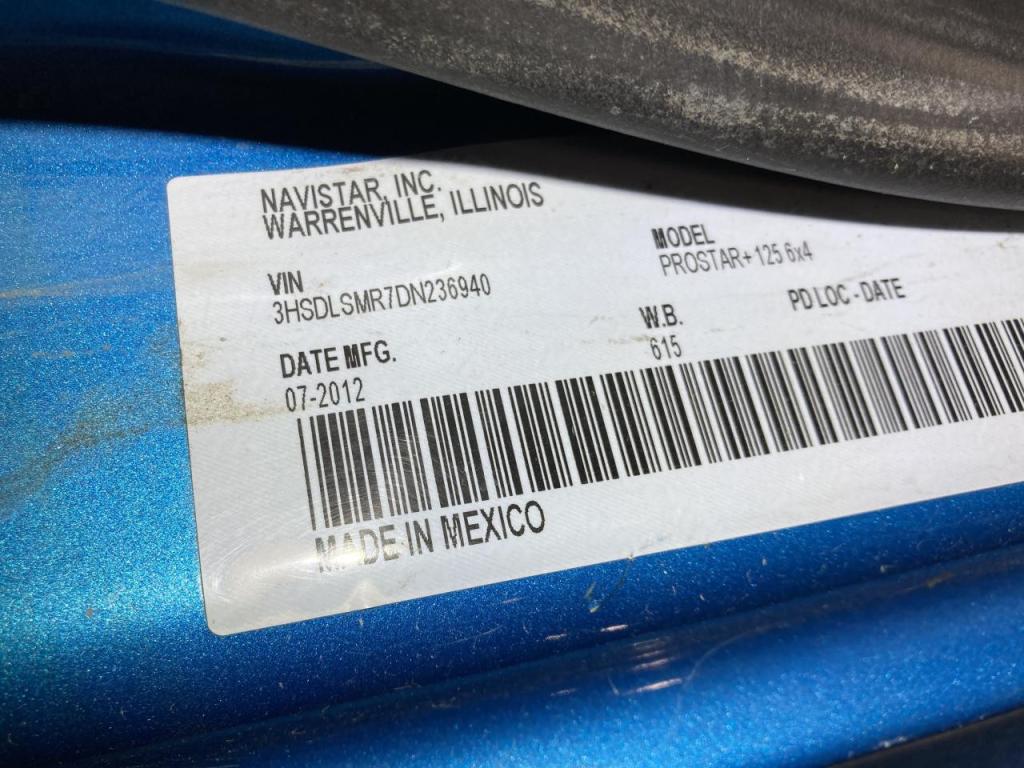 NAVISTAR, INC.
WARRENVILLE, ILLINOIS
VIN
3HSDLSMR7DN236940
MODEL
PROSTAR+ 125 6x4
DATE MFG.
07-2012
W.B.
615
PD LOC - DATE
MADE IN MEXICO